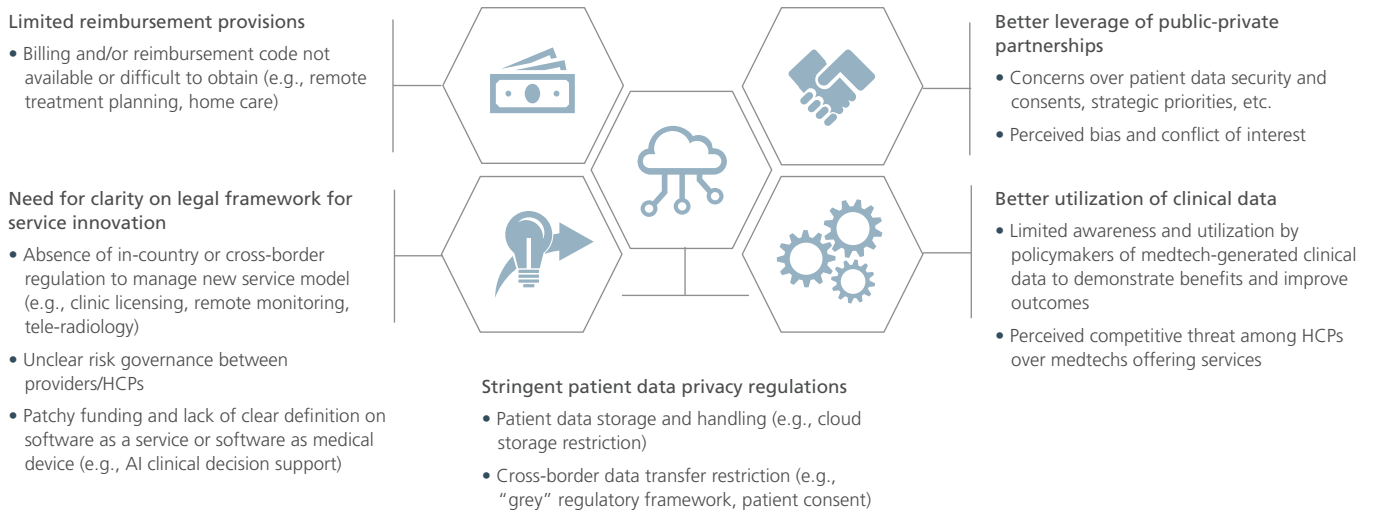 Limited reimbursement provisions
• Billing and/or reimbursement code not
available or difficult to obtain (e.g., remote
treatment planning, home care)
Need for clarity on legal framework for
service innovation
• Absence of in-country or cross-border
regulation to manage new service model
(e.g., clinic licensing, remote monitoring,
tele-radiology)
• Unclear risk governance between
providers/HCPs
• Patchy funding and lack of clear definition on
software as a service or software as medical
device (e.g., AI clinical decision support)
Stringent patient data privacy regulations
• Patient data storage and handling (e.g., cloud
storage restriction)
• Cross-border data transfer restriction (e.g.,
“grey” regulatory framework, patient consent)
Better leverage of public-private
partnerships
• Concerns over patient data security and
consents, strategic priorities, etc.
• Perceived bias and conflict of interest
Better utilization of clinical data
• Limited awareness and utilization by
policymakers of medtech-generated clinical
data to demonstrate benefits and improve
outcomes
• Perceived competitive threat among HCPs
over medtechs offering services